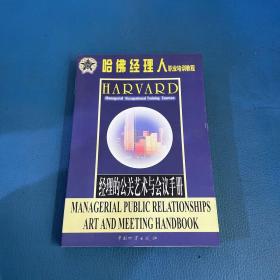 哈佛经理人职业培训教程
HARVARD
Managerial Occupational Training Courses
经理的公关艺术与会议手册
MANAGERIAL PUBLIC RELATIONSHIPS
ART AND MEETING HANDBOOK